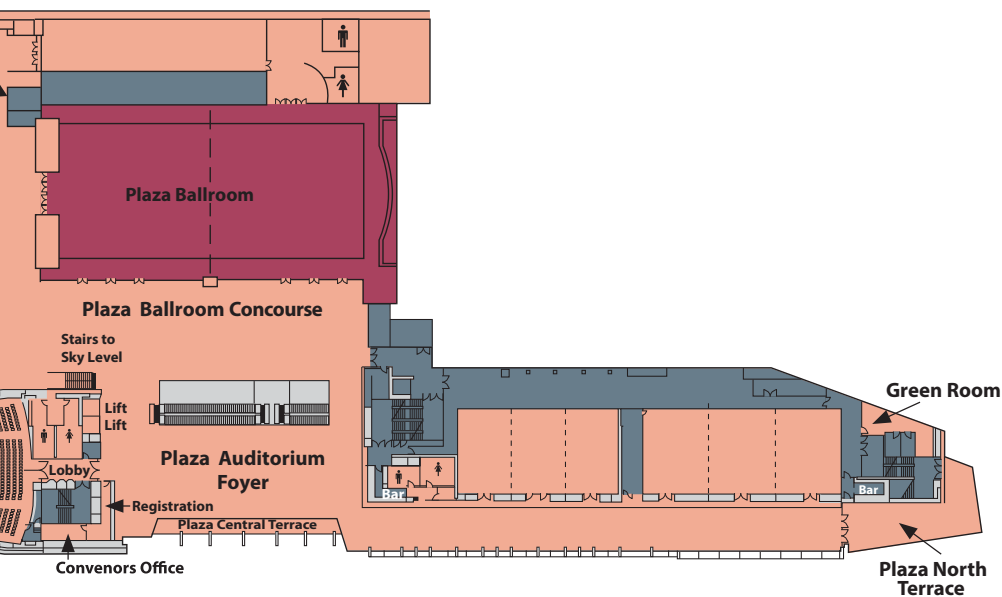 Plaza Ballroom
Plaza Ballroom Concourse
Stairs to
Sky Level
Green Room
Lift
Lift
Plaza Auditorium
Foyer
Lobby
Bar
Bar
Registration
Plaza Central Terrace
Convenors Office
Plaza North
Terrace